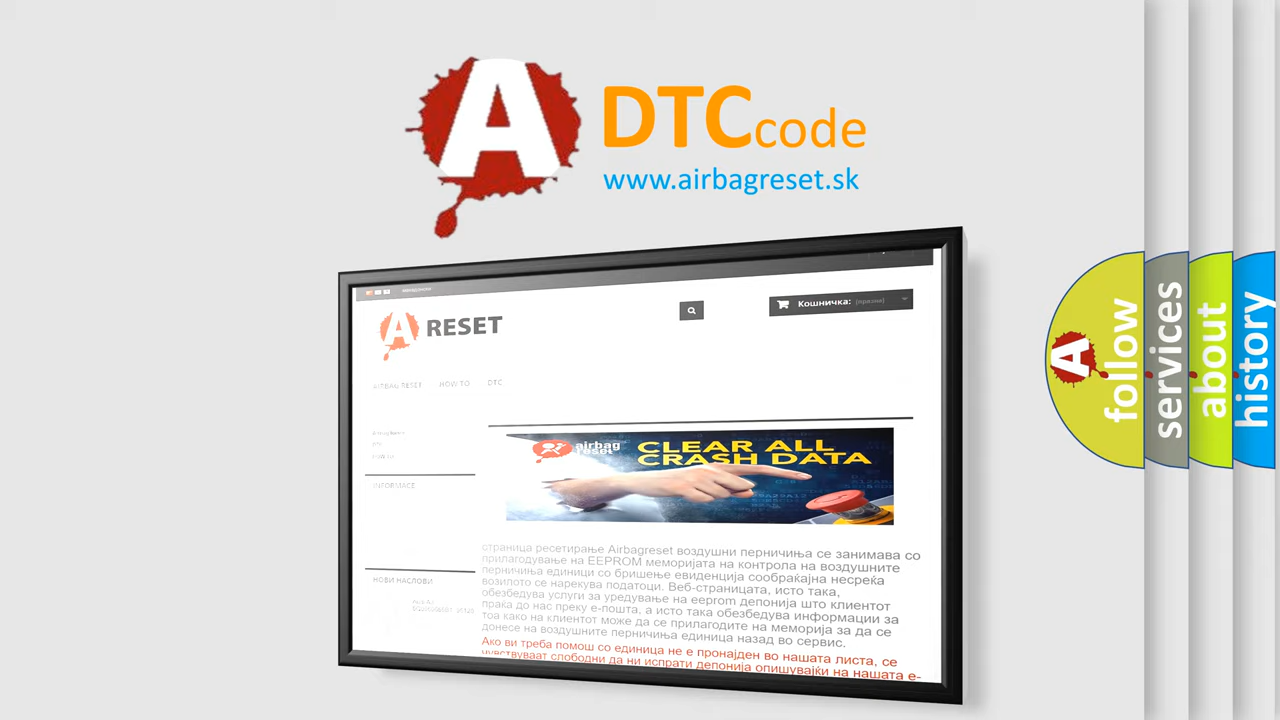 A
DTC code
www.airbagreset.sk
A RESET
Кошничка: (празни)
AIRBAG RESET HOW TO DTC
INFORMACE
НОВИ НАСЛОВИ
airbag
reset
CLEAR ALL
CRASH DATA
страница ресетирање Airbagreset воздушни перничиња се занимава со
прилагодување на EEPROM меморијата на контрола на воздушните
перничиња единици со бришење евиденција сообраќајна несреќа
возилото се нарекува податоци. Веб-страницата, исто така,
обезбедува услуги за уредување на eeprom депонија што клиентот
праќа до нас преку е-пошта, а исто така обезбедува информации за
тоа како на клиентот може да се прилагодите на меморија за да се
донесе на воздушните перничиња единица назад во сервис.
Ако ви треба помош со единица не е пронајден во нашата листа, се
чувствуваат слободни да ни испрати депонија опишувајќи на нашата е-
A
follow
services
about
history